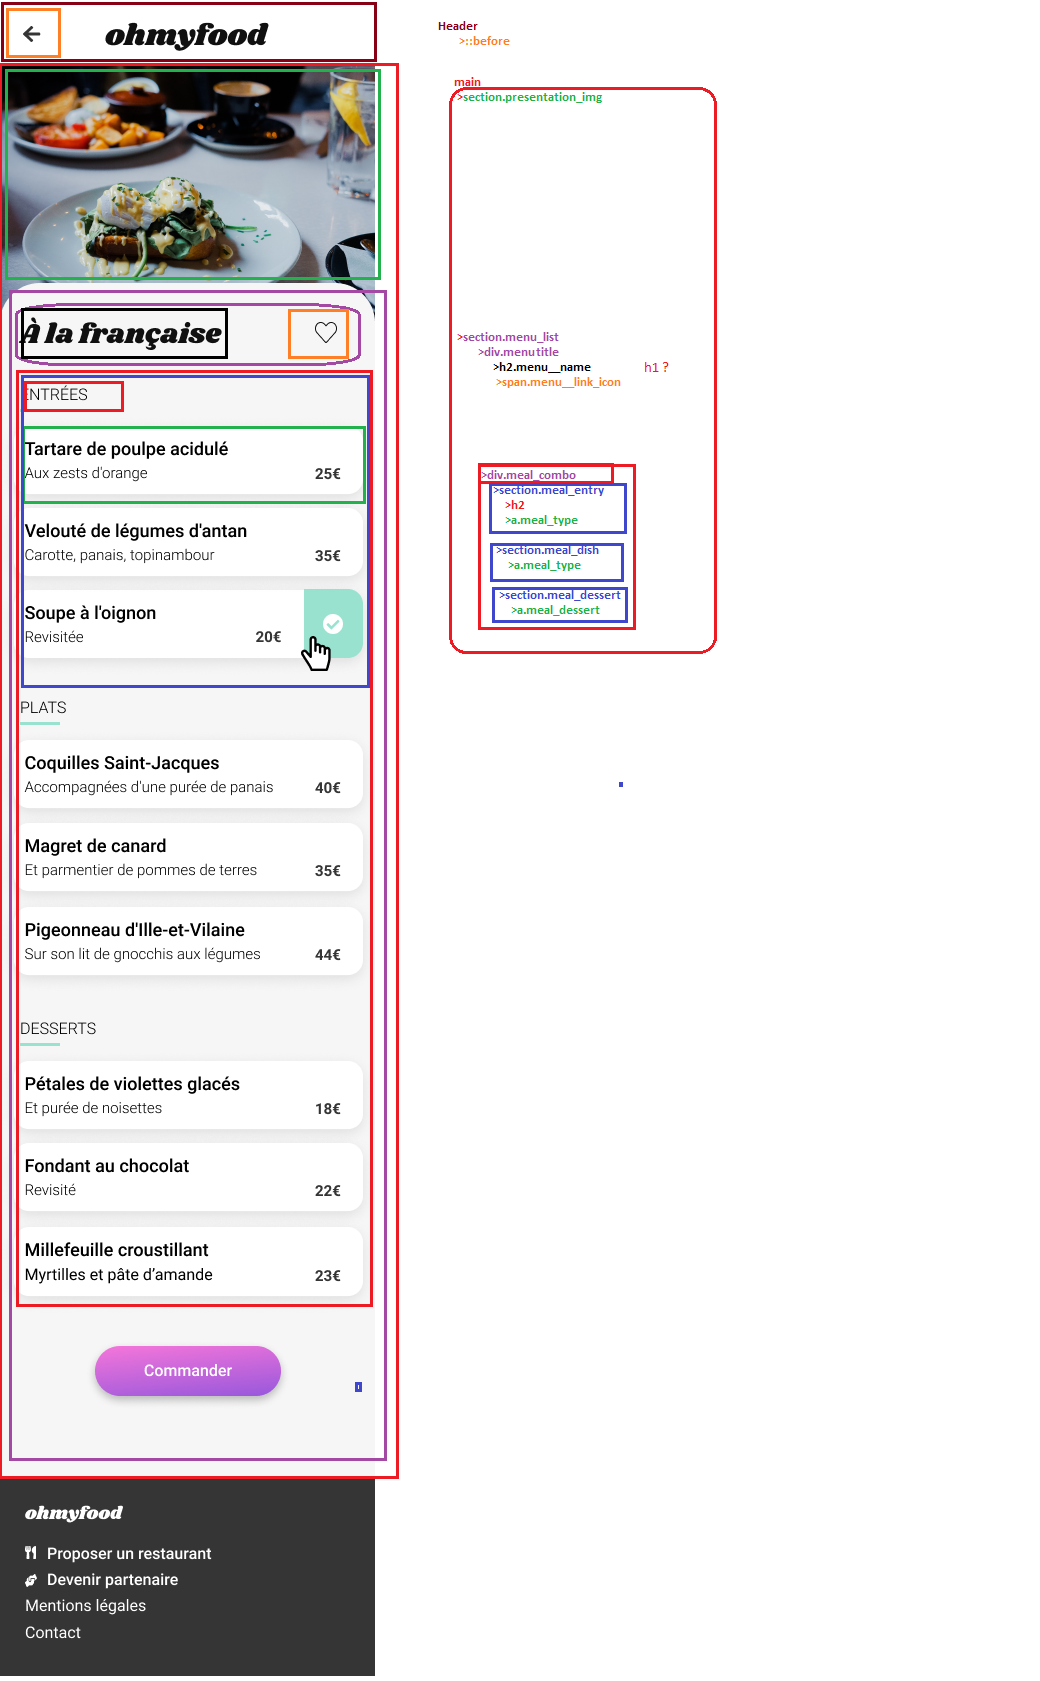 ohmyfood
À la française
ENTRÉES
Tartare de poulpe acidulé
Aux zests d'orange
25€
Velouté de légumes d'antan
Carotte, panais, topinambour
35€
Soupe à l'oignon
Revisitée
20€
PLATS
Coquilles Saint-Jacques
Accompagnées d'une purée de panais
40€
Magret de canard
Et parmentier de pommes de terres
35€
Pigeonneau d'Ille-et-Vilaine
Sur son lit de gnocchis aux légumes
44€
DESSERTS
Pétales de violettes glacés
Et purée de noisettes
18€
Fondant au chocolat
Revisité
22€
Millefeuille croustillant
Myrtilles et pâte d’amande
23€
Commander
ohmyfood
Proposer un restaurant
Devenir partenaire
Mentions légales
Contact
Header
>::before
main
>section.presentation_img
>section.menu_list
>div.menutitle
>h2.menu__name h1 ?
>span.menu__link_icon
>div.meal_combo
>section.meal_entry
>h2
>a.meal_type
>section.meal_dish
>a.meal_type
>section.meal_dessert
>a.meal_dessert